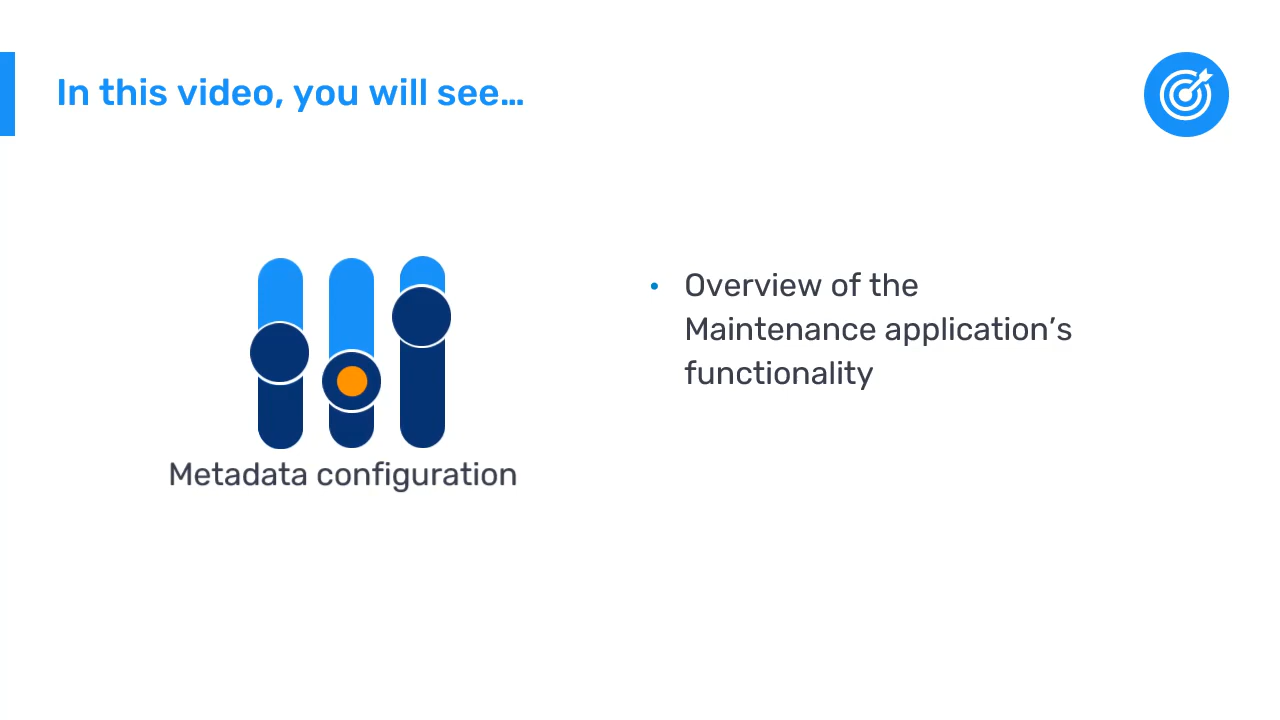 In this video, you will see…
• Overview of the
Maintenance application’s
functionality
Metadata configuration